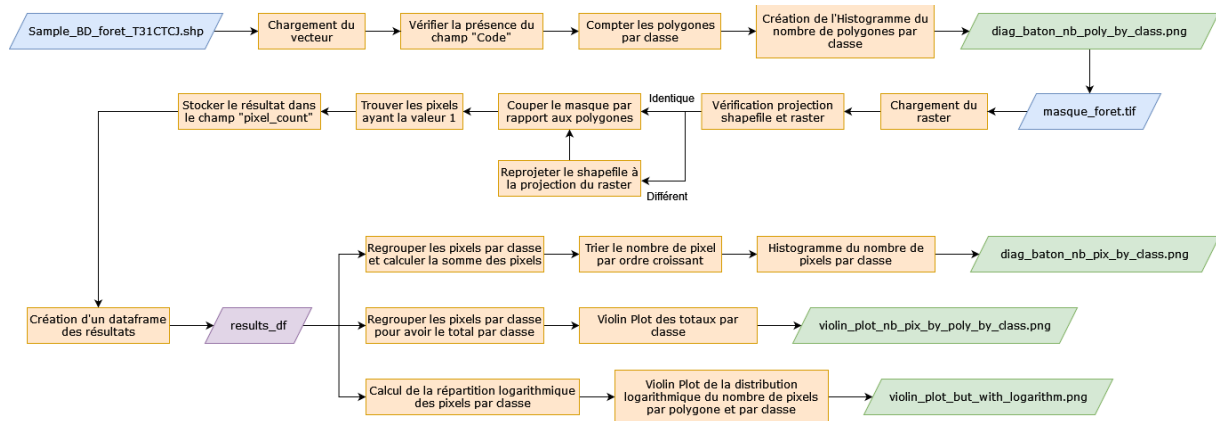 Sample_BD_foret_T31CTCJ.shp
Chargement du
vecteur
Vérifier la présence du
champ "Code"
Compter les polygones
par classe
Création de l'Histogramme du
nombre de polygones par
classe
diag_baton_nb_poly_by_class.png
Stocker le résultat dans
le champ "pixel_count"
Trouver les pixels
ayant la valeur 1
Couper le masque par
rapport aux polygones
Identique
Vérification projection
shapefile et raster
Chargement du
raster
masque_foret.tif
Reprojeter le shapefile à
la projection du raster
Différent
Regrouper les pixels par classe
et calculer la somme des pixels
Trier le nombre de pixel
par ordre croissant
Histogramme du nombre de
pixels par classe
diag_baton_nb_pix_by_class.png
Création d'un dataframe
des résultats
results_df
Regrouper les pixels par classe
pour avoir le total par classe
Violin Plot des totaux par
classe
violin_plot_nb_pix_by_poly_by_class.png
Calcul de la répartition logarithmique
des pixels par classe
Violin Plot de la distribution
logarithmique du nombre de pixels
par polygone et par classe
violin_plot_but_with_logarithm.png